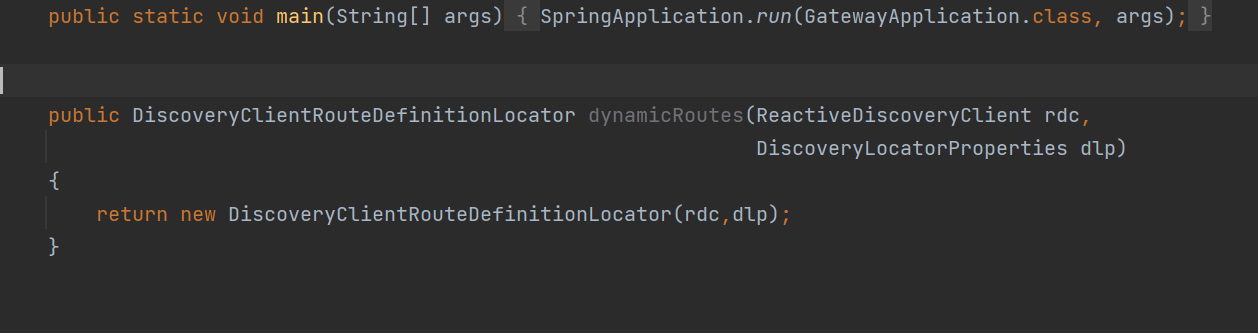 public static void main(String[] args) { SpringApplication.run(GatewayApplication.class, args); }
public DiscoveryClientRouteDefinitionLocator dynamicRoutes(ReactiveDiscoveryClient rdc,
DiscoveryLocatorProperties dlp)
{
return new DiscoveryClientRouteDefinitionLocator(rdc,dlp);
}